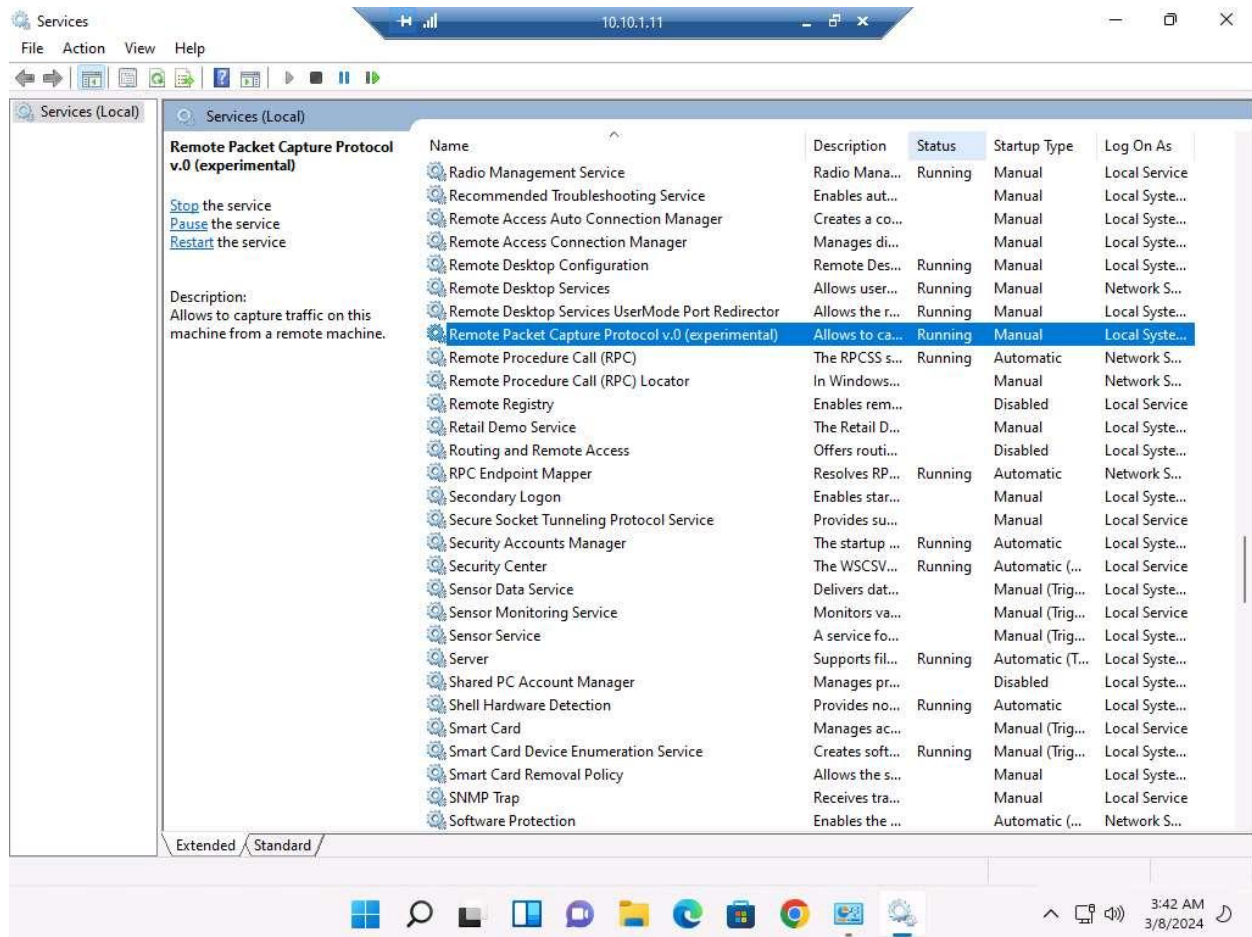 Services
10.10.1.11
File Action View Help
Services (Local)
Services (Local)
Remote Packet Capture Protocol
v.0 (experimental)
Stop the service
Pause the service
Restart the service
Description:
Allows to capture traffic on this
machine from a remote machine.
Name Description Status Startup Type Log On As
Radio Management Service Radio Mana... Running Manual Local Service
Recommended Troubleshooting Service Enables aut... Manual Local Syste...
Remote Access Auto Connection Manager Creates a co... Manual Local Syste...
Remote Access Connection Manager Manages di... Manual Local Syste...
Remote Desktop Configuration Remote Des... Running Manual Local Syste...
Remote Desktop Services Allows user... Running Manual Network S...
Remote Desktop Services UserMode Port Redirector Allows the r... Running Manual Local Syste...
Remote Packet Capture Protocol v.0 (experimental) Allows to ca... Running Manual Local Syste...
Remote Procedure Call (RPC) The RPCSS s... Running Automatic Network S...
Remote Procedure Call (RPC) Locator In Windows... Manual Network S...
Remote Registry Enables rem... Disabled Local Service
Retail Demo Service The Retail D... Manual Local Syste...
Routing and Remote Access Offers routi... Disabled Local Syste...
RPC Endpoint Mapper Resolves RP... Running Automatic Network S...
Secondary Logon Enables star... Manual Local Syste...
Secure Socket Tunneling Protocol Service Provides su... Manual Local Service
Security Accounts Manager The startup ... Running Automatic Local Syste...
Security Center The WSCSV... Running Automatic (... Local Service
Sensor Data Service Delivers dat... Manual (Trig... Local Syste...
Sensor Monitoring Service Monitors va... Manual (Trig... Local Service
Sensor Service A service fo... Manual (Trig... Local Syste...
Server Supports fil... Running Automatic (T... Local Syste...
Shared PC Account Manager Manages pr... Disabled Local Syste...
Shell Hardware Detection Provides no... Running Automatic Local Syste...
Smart Card Manages ac... Manual (Trig... Local Service
Smart Card Device Enumeration Service Creates soft... Running Manual (Trig... Local Syste...
Smart Card Removal Policy Allows the s... Manual Local Syste...
SNMP Trap Receives tra... Manual Local Service
Software Protection Enables the ... Automatic (... Network S...
Extended Standard
3:42 AM
3/8/2024